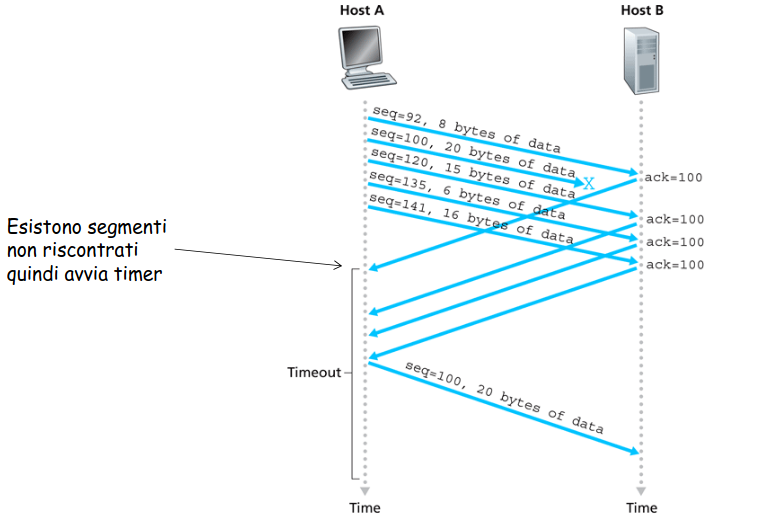 Host A
Host B
seq=92, 8 bytes of data
seq=100, 20 bytes of data
X
seq=120, 15 bytes of data
seq=135, 6 bytes of data
seq=141, 16 bytes of data
ack=100
ack=100
ack=100
ack=100
Esistono segmenti
non riscontrati
quindi avvia timer
Timeout
seq=100, 20 bytes of data
Time
Time